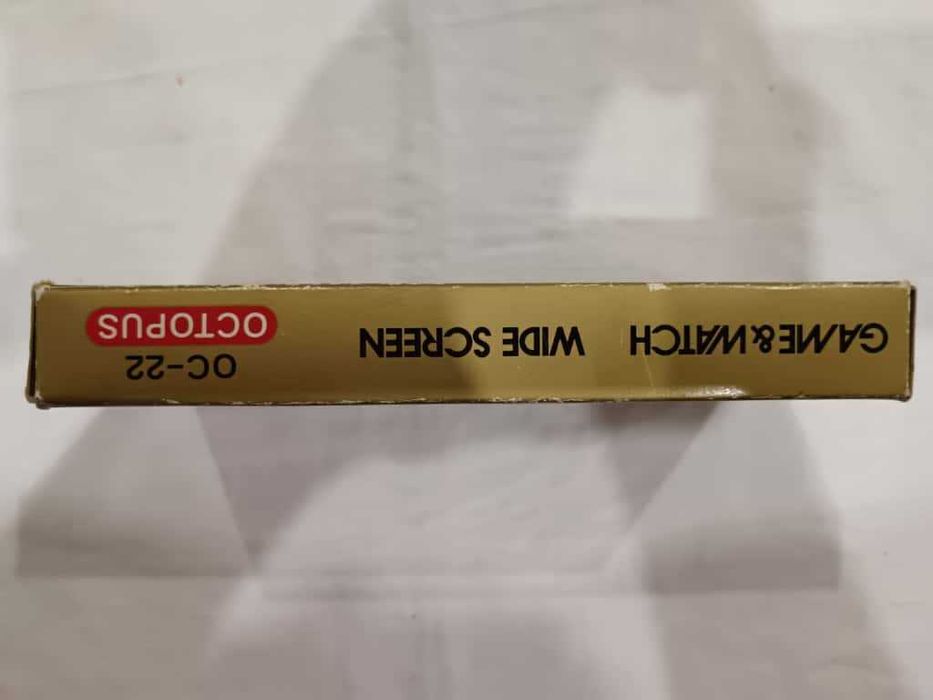 GAME&WATCH WIDE SCREEN
OC-22
OCTOPUS